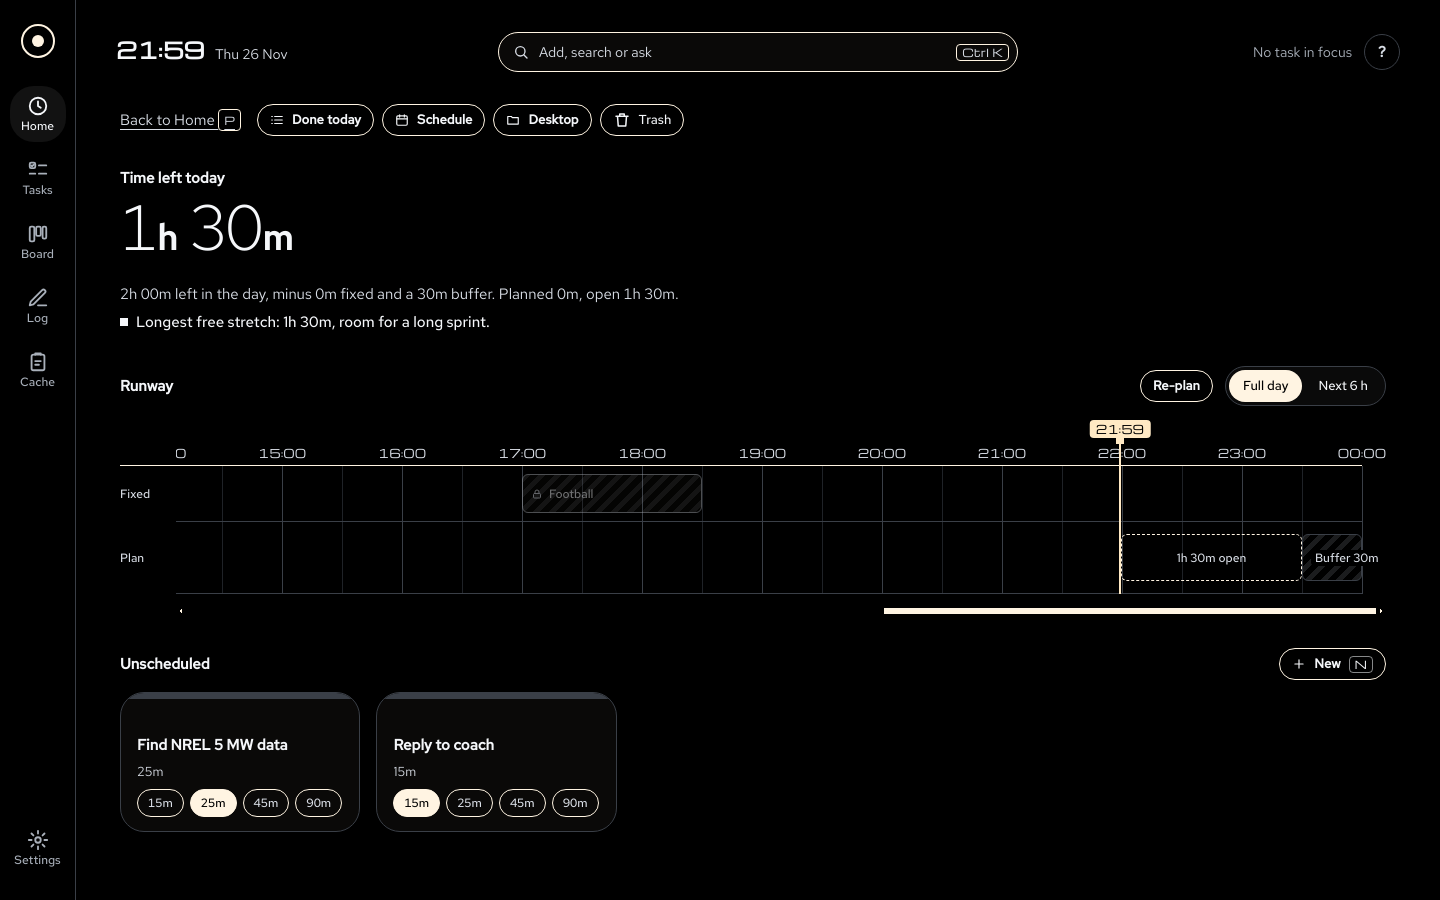 21:59 Thu 26 Nov
Add, search or ask Ctrl K
No task in focus ?
Home
Tasks
Board
Log
Cache
Settings
Back to Home P
Done today
Schedule
Desktop
Trash
Time left today
1h 30m
2h 00m left in the day, minus 0m fixed and a 30m buffer. Planned 0m, open 1h 30m.
Longest free stretch: 1h 30m, room for a long sprint.
Runway
Re-plan
Full day
Next 6 h
21:59
0 15:00 16:00 17:00 18:00 19:00 20:00 21:00 22:00 23:00 00:00
Fixed
Football
Plan
1h 30m open
Buffer 30m
Unscheduled
New N
Find NREL 5 MW data
25m
15m 25m 45m 90m
Reply to coach
15m
15m 25m 45m 90m